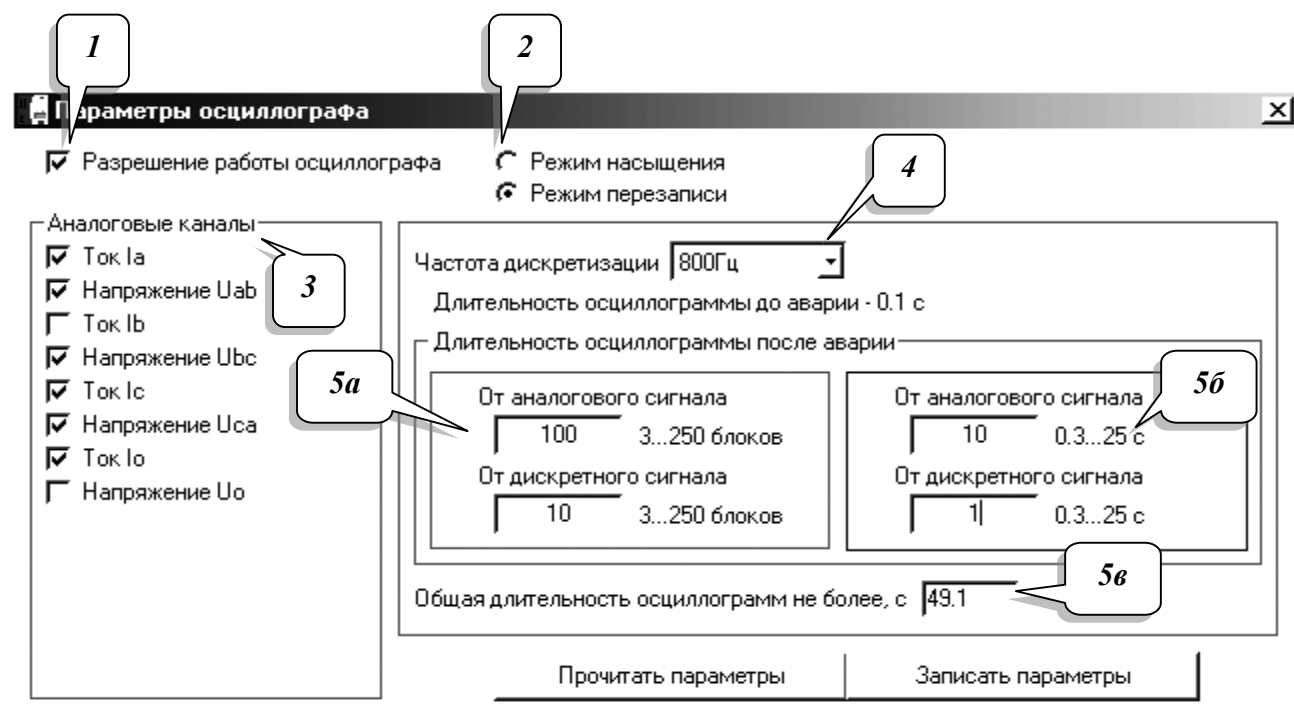 1
2
Параметры осциллографа
Разрешение работы осциллографа
Режим насыщения
Режим перезаписи
4
Аналоговые каналы
Ток Ia
Напряжение Uab
Ток Ib
Напряжение Ubc
Ток Ic
Напряжение Uca
Ток Io
Напряжение Uo
3
Частота дискретизации 800Гц
Длительность осциллограммы до аварии - 0.1 с
Длительность осциллограммы после аварии
5а
От аналогового сигнала
100 3...250 блоков
От дискретного сигнала
10 3...250 блоков
5б
От аналогового сигнала
10 0.3...25 с
От дискретного сигнала
1 0.3...25 с
5в
Общая длительность осциллограмм не более, с 49.1
Прочитать параметры
Записать параметры